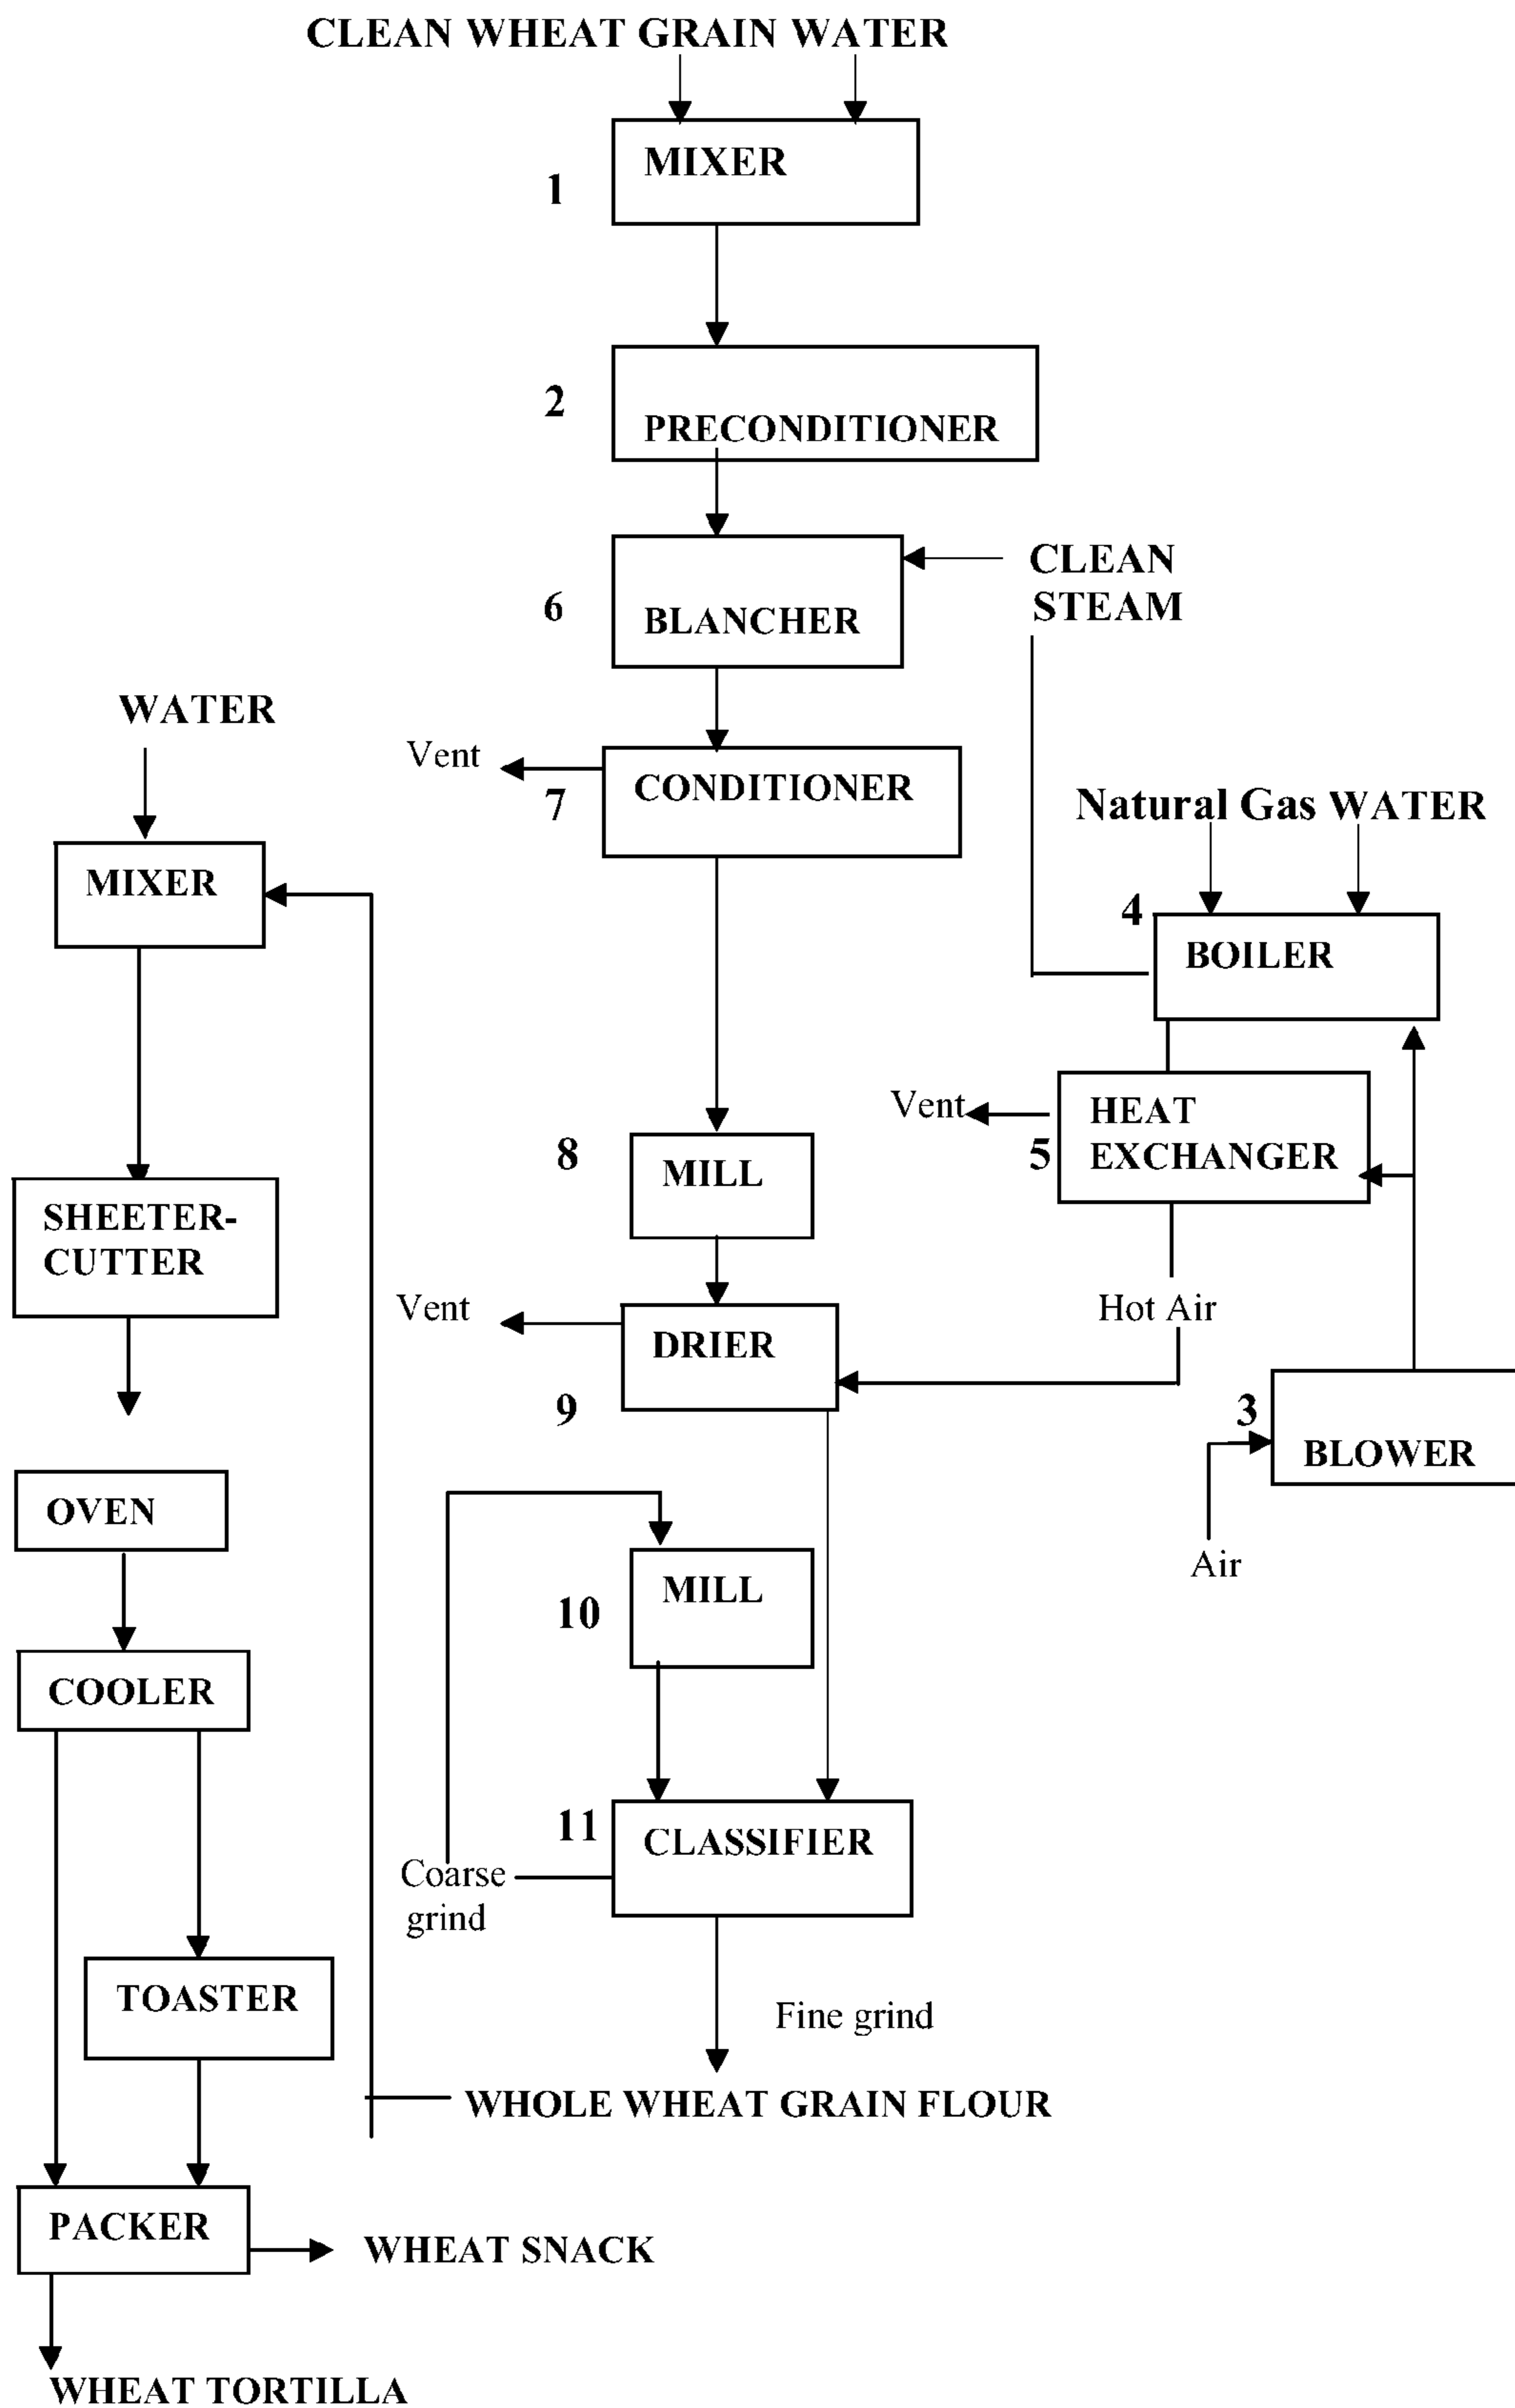 CLEAN WHEAT GRAIN WATER
MIXER
1
2
PRECONDITIONER
CLEAN
STEAM
6
BLANCHER
WATER
Vent
CONDITIONER
7
Natural Gas WATER
MIXER
4
BOILER
Vent
HEAT
EXCHANGER
5
8
MILL
SHEETER-
CUTTER
Vent
Hot Air
DRIER
9
3
BLOWER
OVEN
Air
MILL
10
COOLER
11
CLASSIFIER
Coarse
grind
TOASTER
Fine grind
WHOLE WHEAT GRAIN FLOUR
PACKER
WHEAT SNACK
WHEAT TORTILLA